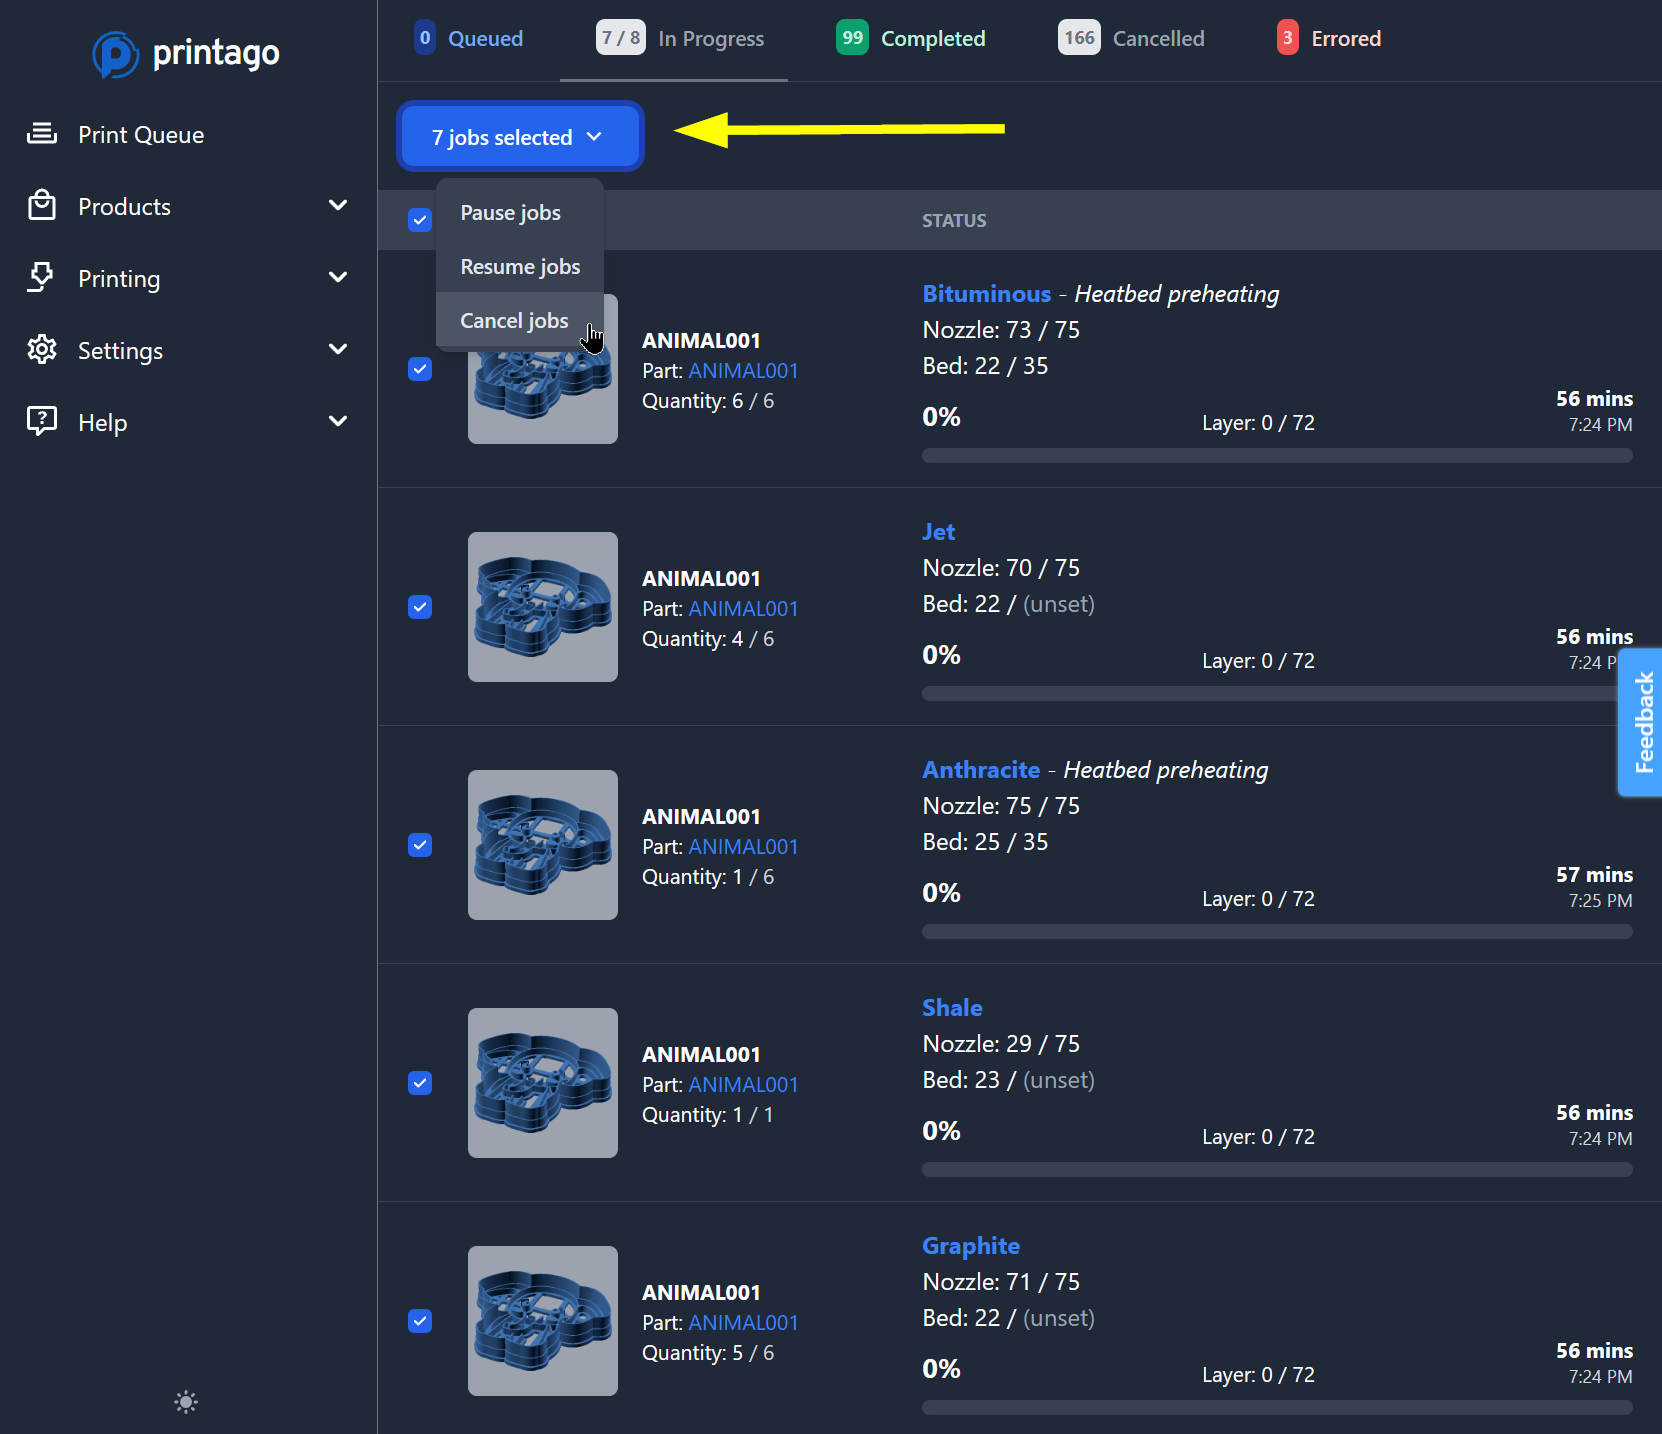 printago
Print Queue
Products
Printing
Settings
Help
0 Queued
7 / 8 In Progress
99 Completed
166 Cancelled
3 Errored
7 jobs selected
Pause jobs
Resume jobs
Cancel jobs
STATUS
ANIMAL001
Part: ANIMAL001
Quantity: 6 / 6
Bituminous - Heatbed preheating
Nozzle: 73 / 75
Bed: 22 / 35
0%
Layer: 0 / 72
56 mins
7:24 PM
ANIMAL001
Part: ANIMAL001
Quantity: 4 / 6
Jet
Nozzle: 70 / 75
Bed: 22 / (unset)
0%
Layer: 0 / 72
56 mins
7:24 P
Feedback
ANIMAL001
Part: ANIMAL001
Quantity: 1 / 6
Anthracite - Heatbed preheating
Nozzle: 75 / 75
Bed: 25 / 35
0%
Layer: 0 / 72
57 mins
7:25 PM
ANIMAL001
Part: ANIMAL001
Quantity: 1 / 1
Shale
Nozzle: 29 / 75
Bed: 23 / (unset)
0%
Layer: 0 / 72
56 mins
7:24 PM
ANIMAL001
Part: ANIMAL001
Quantity: 5 / 6
Graphite
Nozzle: 71 / 75
Bed: 22 / (unset)
0%
Layer: 0 / 72
56 mins
7:24 PM